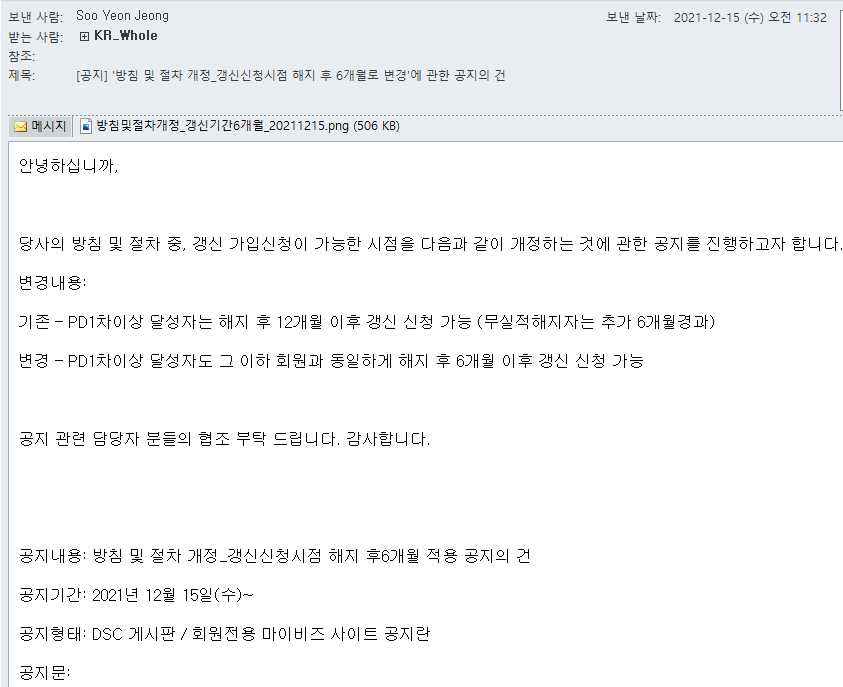 보낸 사람: Soo Yeon Jeong
보낸 날짜: 2021-12-15 (수) 오전 11:32
받는 사람: KR_Whole
참조:
제목: [공지] '방침 및 절차 개정_갱신신청시점 해지 후 6개월로 변경'에 관한 공지의 건
메시지 방침및절차개정_갱신기간6개월_20211215.png (506 KB)
안녕하십니까,
당사의 방침 및 절차 중, 갱신 가입신청이 가능한 시점을 다음과 같이 개정하는 것에 관한 공지를 진행하고자 합니다.
변경내용:
기존 – PD1차이상 달성자는 해지 후 12개월 이후 갱신 신청 가능 (무실적해지자는 추가 6개월경과)
변경 – PD1차이상 달성자도 그 이하 회원과 동일하게 해지 후 6개월 이후 갱신 신청 가능
공지 관련 담당자 분들의 협조 부탁 드립니다. 감사합니다.
공지내용: 방침 및 절차 개정_갱신신청시점 해지 후6개월 적용 공지의 건
공지기간: 2021년 12월 15일(수)~
공지형태: DSC 게시판 / 회원전용 마이비즈 사이트 공지란
공지문: